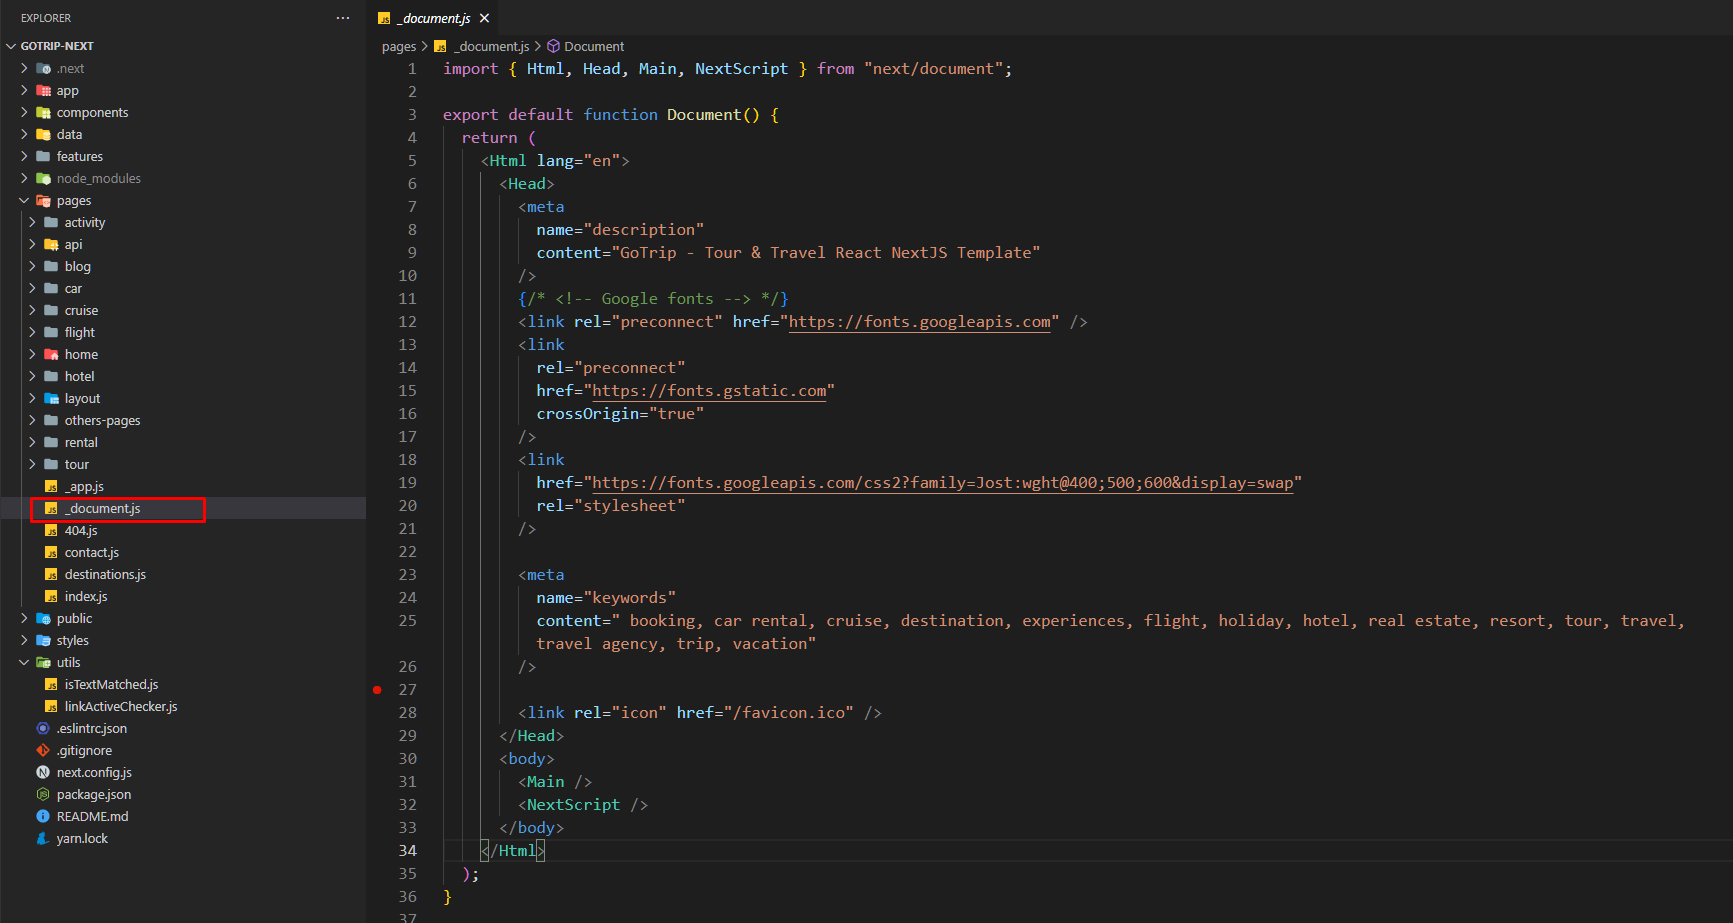 EXPLORER
···
GOTRIP-NEXT
.next
app
components
data
features
node_modules
pages
activity
api
blog
car
cruise
flight
home
hotel
layout
others-pages
rental
tour
_app.js
_document.js
404.js
contact.js
destinations.js
index.js
public
styles
utils
isTextMatched.js
linkActiveChecker.js
.eslintrc.json
.gitignore
next.config.js
package.json
README.md
yarn.lock
JS _document.js ×
pages > JS _document.js > Document
1 import { Html, Head, Main, NextScript } from "next/document";
2
3 export default function Document() {
4 return (
5 <Html lang="en">
6 <Head>
7 <meta
8 name="description"
9 content="GoTrip - Tour & Travel React NextJS Template"
10 />
11 {/* <!-- Google fonts --> */}
12 <link rel="preconnect" href="https://fonts.googleapis.com" />
13 <link
14 rel="preconnect"
15 href="https://fonts.gstatic.com"
16 crossOrigin="true"
17 />
18 <link
19 href="https://fonts.googleapis.com/css2?family=Jost:wght@400;500;600&display=swap"
20 rel="stylesheet"
21 />
22
23 <meta
24 name="keywords"
25 content=" booking, car rental, cruise, destination, experiences, flight, holiday, hotel, real estate, resort, tour, travel,
travel agency, trip, vacation"
26 />
27
28 <link rel="icon" href="/favicon.ico" />
29 </Head>
30 <body>
31 <Main />
32 <NextScript />
33 </body>
34 </Html>
35 );
36 }
37